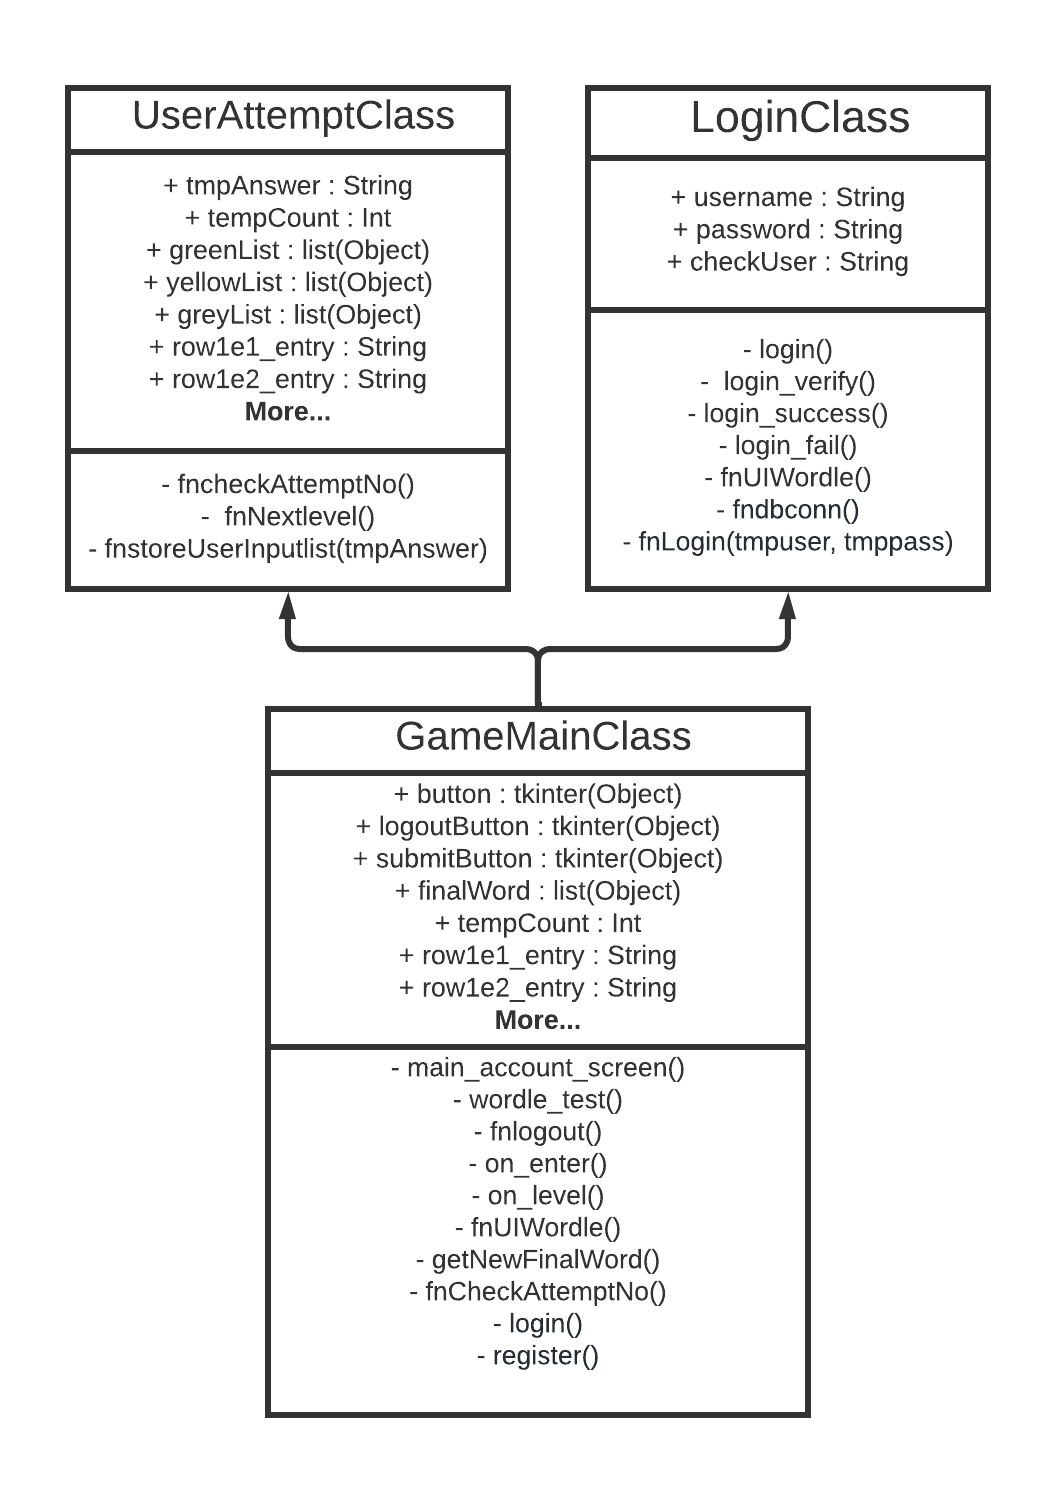 UserAttemptClass
+ tmpAnswer : String
+ tempCount : Int
+ greenList : list(Object)
+ yellowList : list(Object)
+ greyList : list(Object)
+ row1e1_entry : String
+ row1e2_entry : String
More...
- fncheckAttemptNo()
- fnNextlevel()
- fnstoreUserInputlist(tmpAnswer)
LoginClass
+ username : String
+ password : String
+ checkUser : String
- login()
- login_verify()
- login_success()
- login_fail()
- fnUIWordle()
- fndbconn()
- fnLogin(tmpuser, tmppass)
GameMainClass
+ button : tkinter(Object)
+ logoutButton : tkinter(Object)
+ submitButton : tkinter(Object)
+ finalWord : list(Object)
+ tempCount : Int
+ row1e1_entry : String
+ row1e2_entry : String
More...
- main_account_screen()
- wordle_test()
- fnlogout()
- on_enter()
- on_level()
- fnUIWordle()
- getNewFinalWord()
- fnCheckAttemptNo()
- login()
- register()